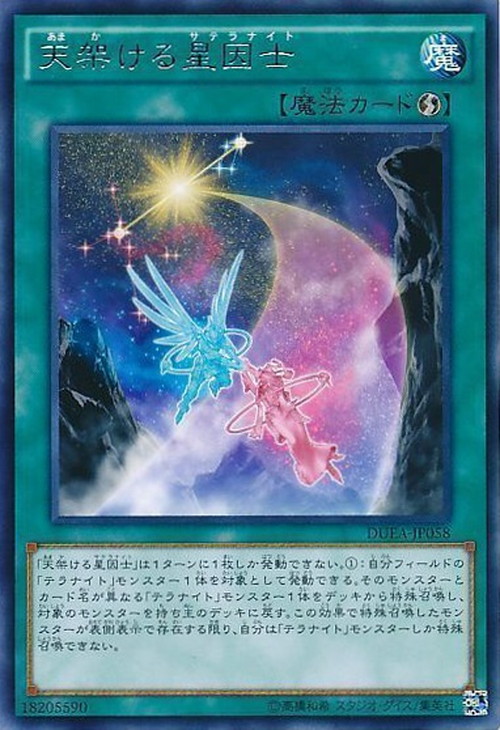 天架ける星因士
あま か サテラナイト
魔
【魔法カード】
DUEA-JP058
「天架ける星因士」は1ターンに1枚しか発動できない。①：自分フィールドの
「テラナイト」モンスター1体を対象として発動できる。そのモンスターと
カード名が異なる「テラナイト」モンスター1体をデッキから特殊召喚し、
対象のモンスターを持ち主のデッキに戻す。この効果で特殊召喚したモン
スターが表側表示で存在する限り、自分は「テラナイト」モンスターしか特殊
召喚できない。
18205590
©高橋和希 スタジオ・ダイス/集英社